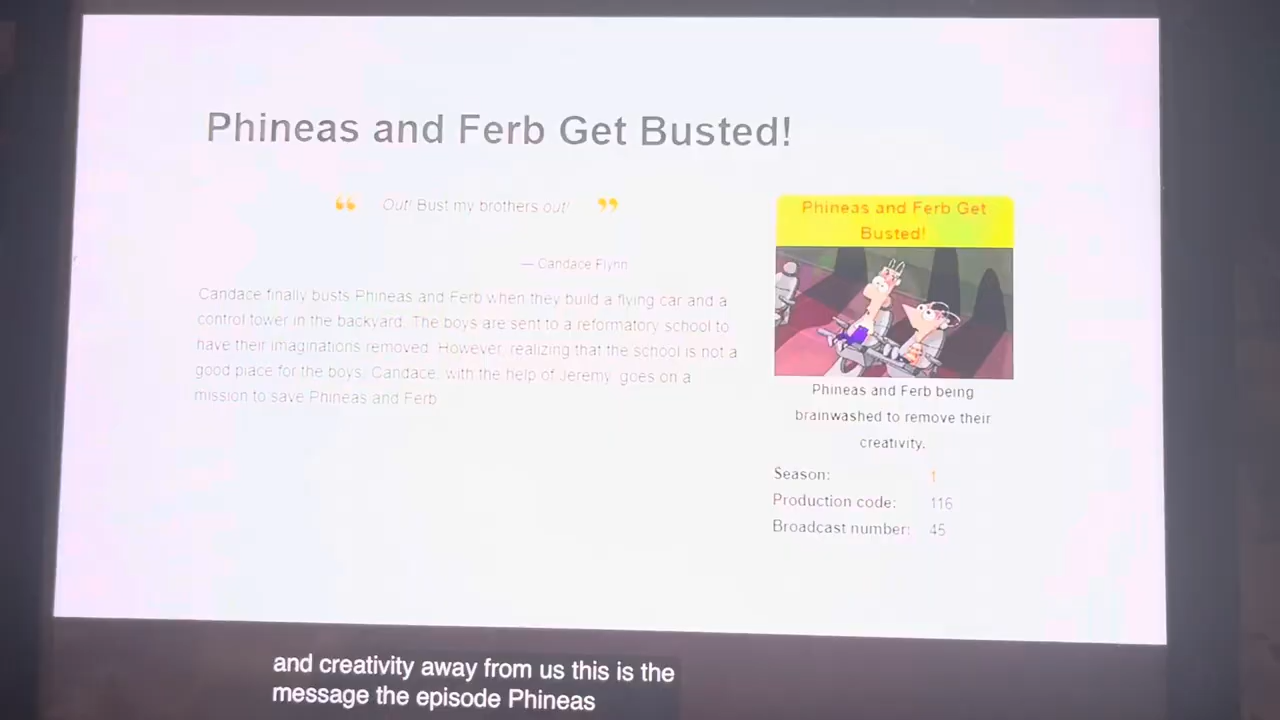 Phineas and Ferb Get Busted!
“ Out! Bust my brothers out! ”
— Candace Flynn
Candace finally busts Phineas and Ferb when they build a flying car and a
control tower in the backyard. The boys are sent to a reformatory school to
have their imaginations removed. However, realizing that the school is not a
good place for the boys, Candace, with the help of Jeremy, goes on a
mission to save Phineas and Ferb
Phineas and Ferb Get
Busted!
Phineas and Ferb being
brainwashed to remove their
creativity.
Season: 1
Production code: 116
Broadcast number: 45
and creativity away from us this is the
message the episode Phineas